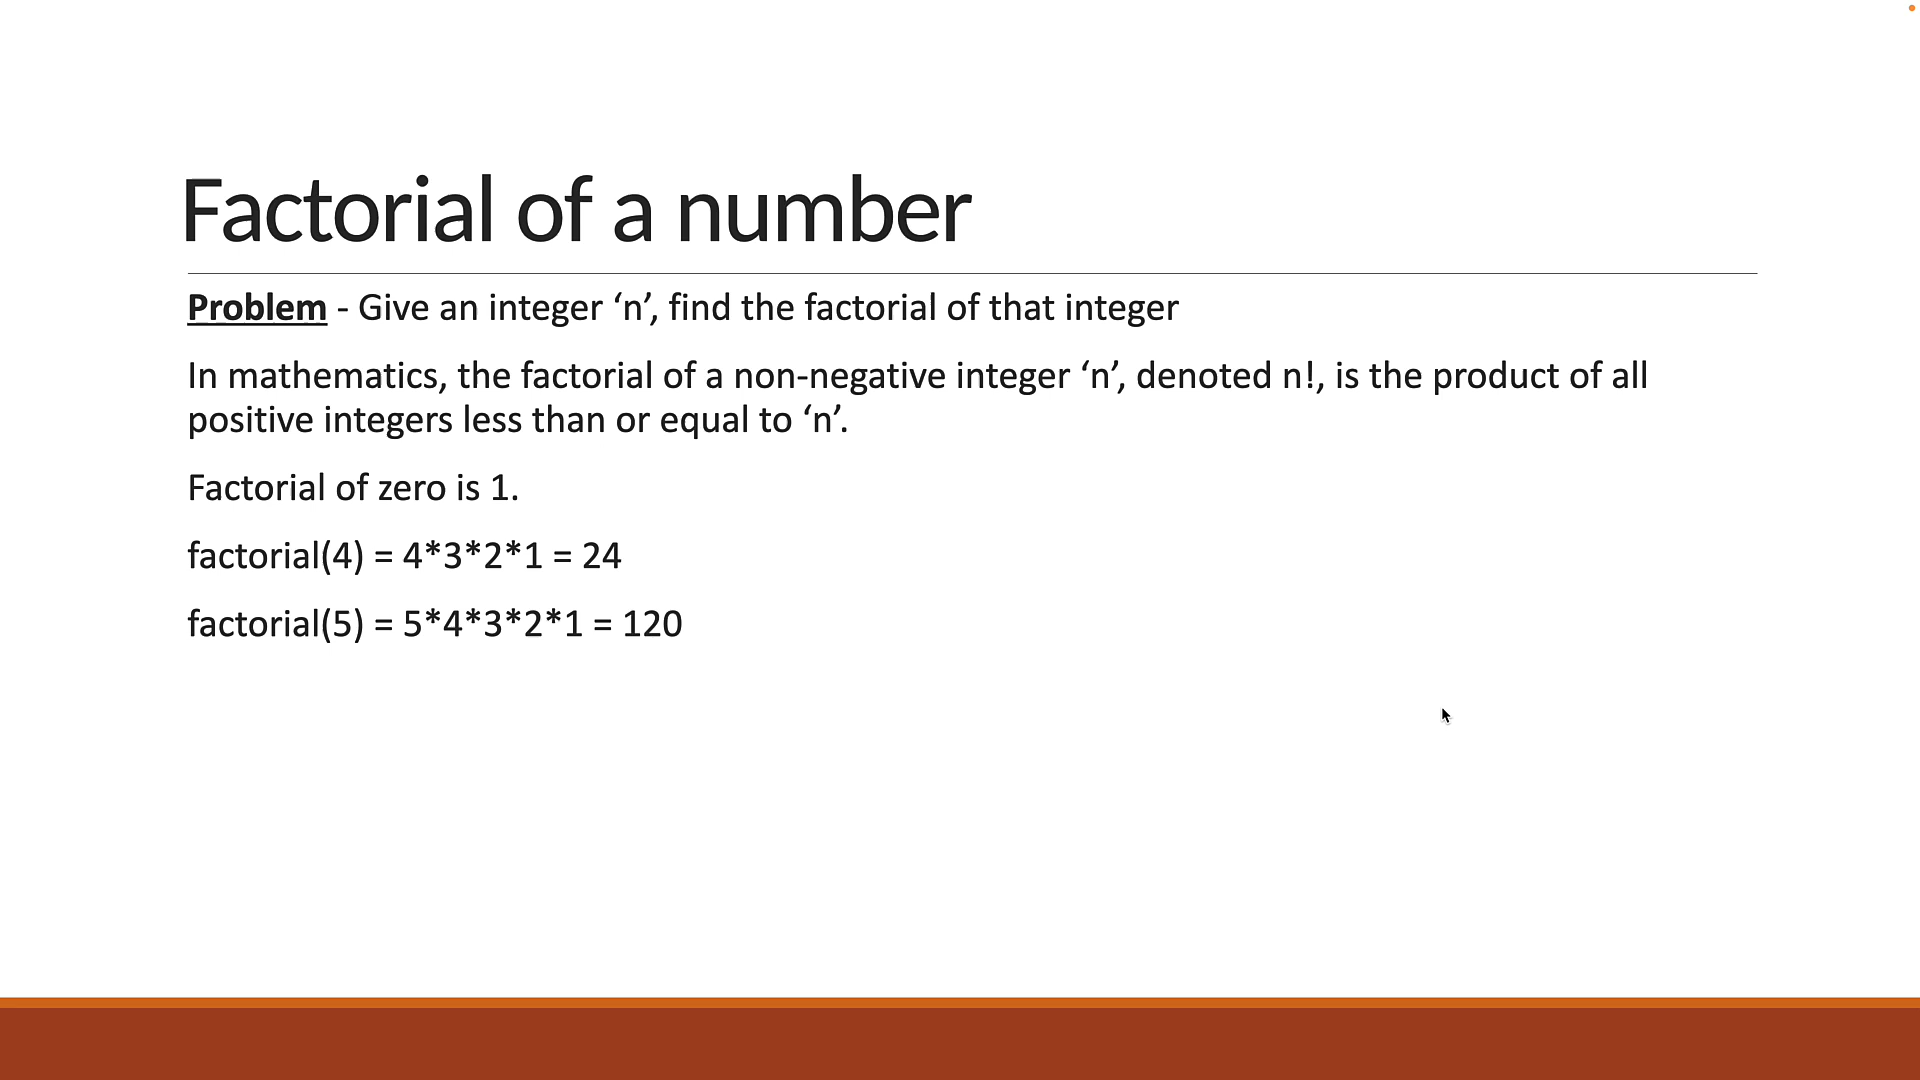 Factorial of a number
Problem - Give an integer ‘n’, find the factorial of that integer
In mathematics, the factorial of a non-negative integer ‘n’, denoted n!, is the product of all
positive integers less than or equal to ‘n’.
Factorial of zero is 1.
factorial(4) = 4*3*2*1 = 24
factorial(5) = 5*4*3*2*1 = 120